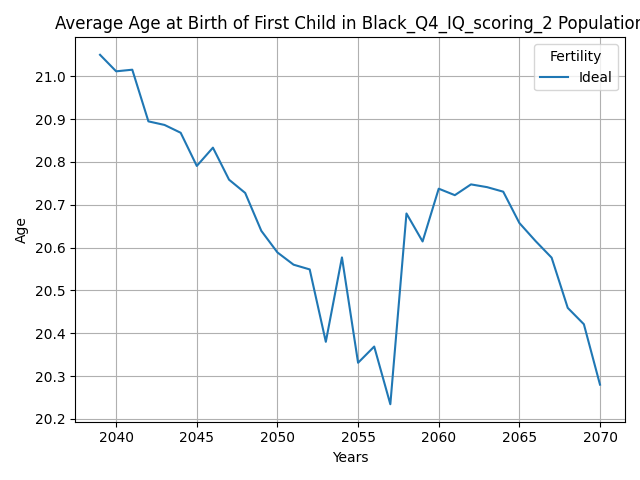 Average Age at Birth of First Child in Black_Q4_IQ_scoring_2 Population
Fertility
Ideal
21.0
20.9
20.8
20.7
20.6
20.5
20.4
20.3
20.2
Age
2040 2045 2050 2055 2060 2065 2070
Years